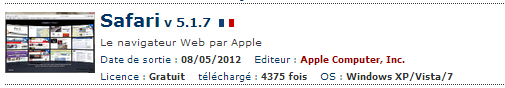 Safari v 5.1.7
Le navigateur Web par Apple
Date de sortie : 08/05/2012 Editeur : Apple Computer, Inc.
Licence : Gratuit téléchargé : 4375 fois OS : Windows XP/Vista/7